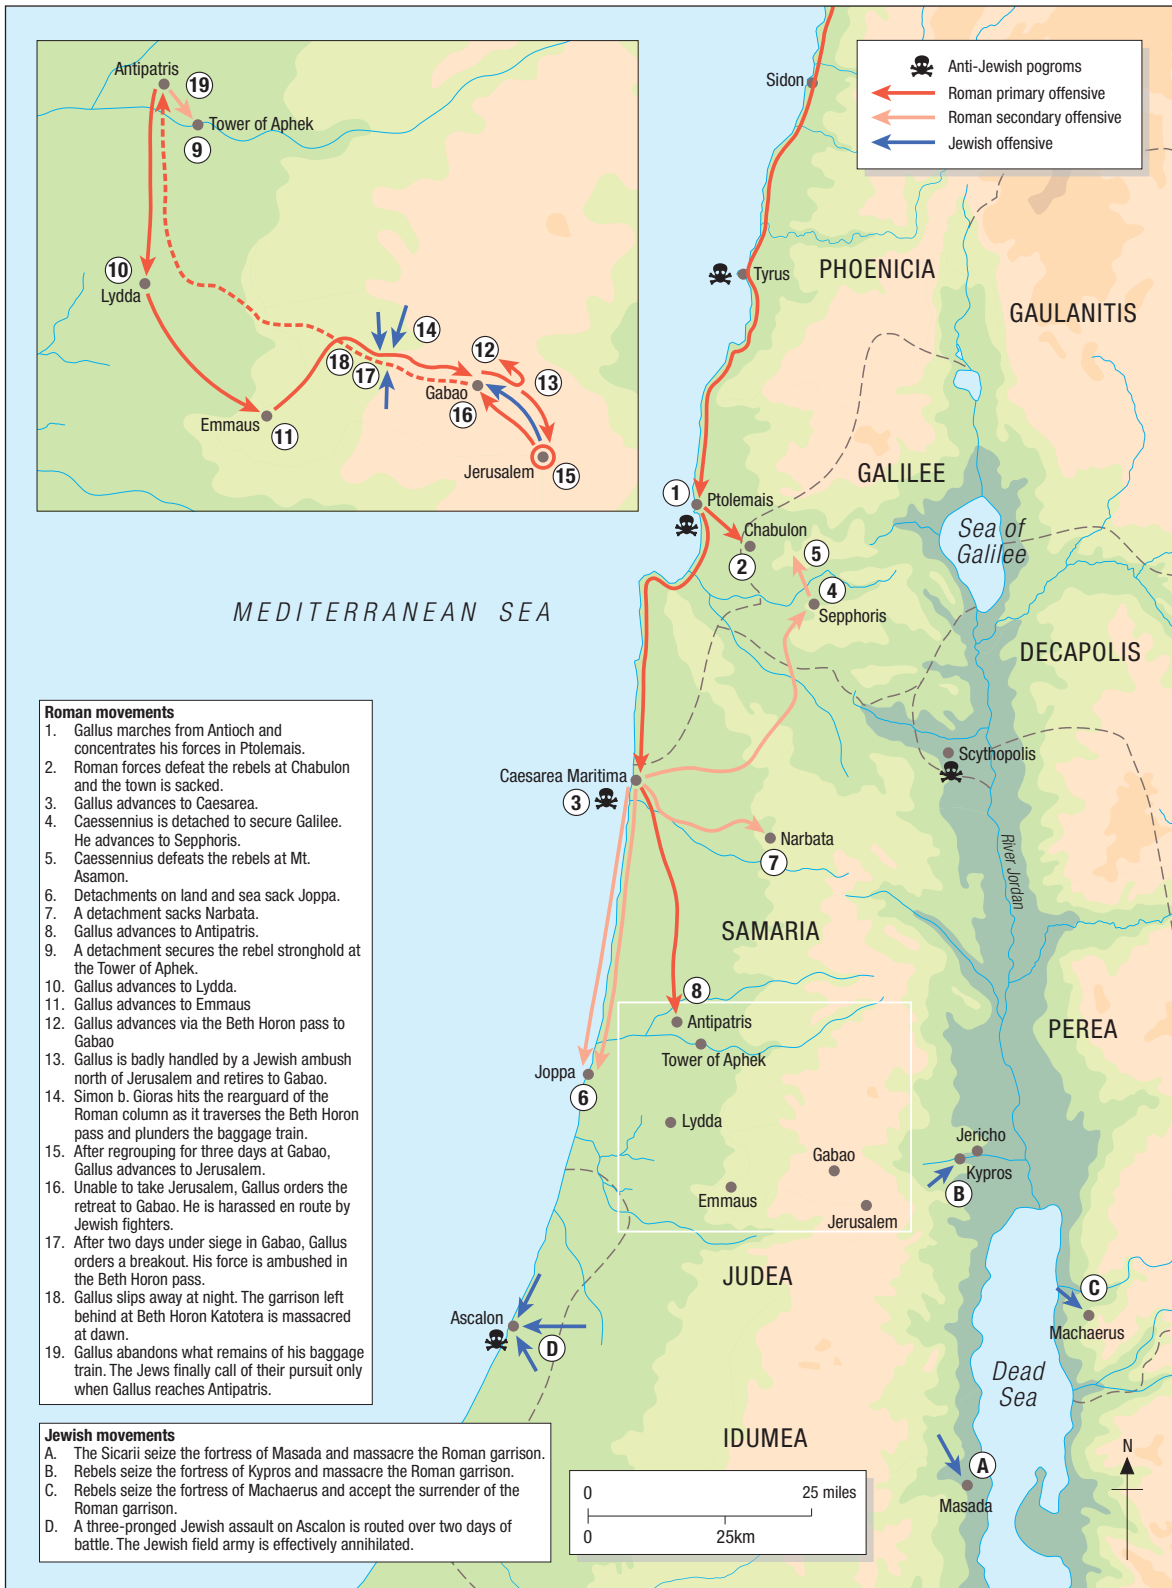 Antipatris
19
Tower of Aphek
9
10
Lydda
14
18
17
12
13
Gabao
16
Emmaus
11
Jerusalem
15
Anti-Jewish pogroms
Roman primary offensive
Roman secondary offensive
Jewish offensive
Sidon
Tyrus
PHOENICIA
GAULANITIS
GALILEE
1
Ptolemais
Chabulon
2
5
4
Sepphoris
Sea of
Galilee
MEDITERRANEAN SEA
DECAPOLIS
Scythopolis
Caesarea Maritima
3
Narbata
7
River Jordan
SAMARIA
8
Antipatris
Tower of Aphek
PEREA
Joppa
6
Lydda
Jericho
Kypros
B
Gabao
Emmaus
Jerusalem
JUDEA
C
Machaerus
Ascalon
D
Dead
Sea
IDUMEA
A
Masada
N
0
25 miles
0
25km
Roman movements
1. Gallus marches from Antioch and
concentrates his forces in Ptolemais.
2. Roman forces defeat the rebels at Chabulon
and the town is sacked.
3. Gallus advances to Caesarea.
4. Caessennius is detached to secure Galilee.
He advances to Sepphoris.
5. Caessennius defeats the rebels at Mt.
Asamon.
6. Detachments on land and sea sack Joppa.
7. A detachment sacks Narbata.
8. Gallus advances to Antipatris.
9. A detachment secures the rebel stronghold at
the Tower of Aphek.
10. Gallus advances to Lydda.
11. Gallus advances to Emmaus
12. Gallus advances via the Beth Horon pass to
Gabao
13. Gallus is badly handled by a Jewish ambush
north of Jerusalem and retires to Gabao.
14. Simon b. Gioras hits the rearguard of the
Roman column as it traverses the Beth Horon
pass and plunders the baggage train.
15. After regrouping for three days at Gabao,
Gallus advances to Jerusalem.
16. Unable to take Jerusalem, Gallus orders the
retreat to Gabao. He is harassed en route by
Jewish fighters.
17. After two days under siege in Gabao, Gallus
orders a breakout. His force is ambushed in
the Beth Horon pass.
18. Gallus slips away at night. The garrison left
behind at Beth Horon Katotera is massacred
at dawn.
19. Gallus abandons what remains of his baggage
train. The Jews finally call of their pursuit only
when Gallus reaches Antipatris.
Jewish movements
A. The Sicarii seize the fortress of Masada and massacre the Roman garrison.
B. Rebels seize the fortress of Kypros and massacre the Roman garrison.
C. Rebels seize the fortress of Machaerus and accept the surrender of the
Roman garrison.
D. A three-pronged Jewish assault on Ascalon is routed over two days of
battle. The Jewish field army is effectively annihilated.